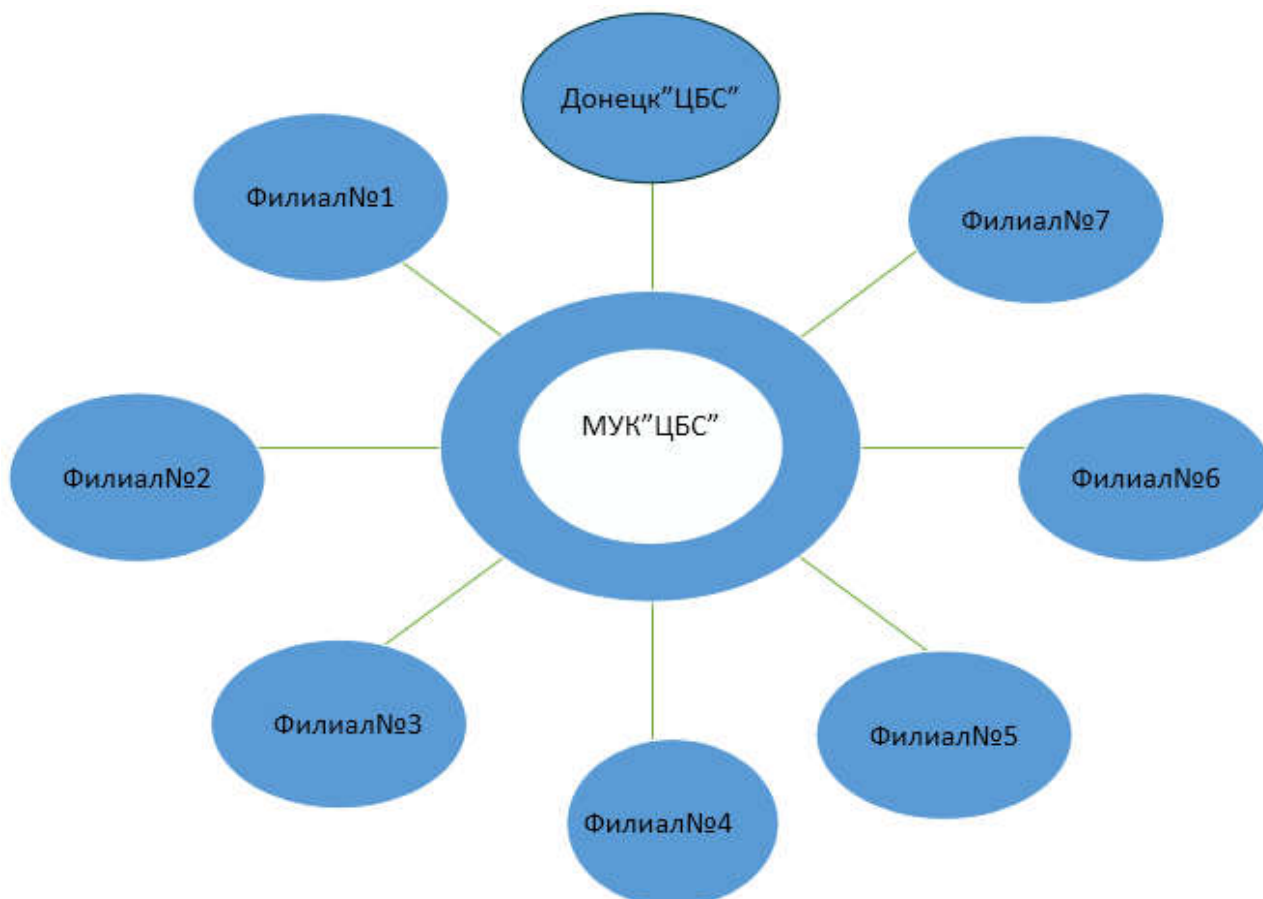 Донецк”ЦБС”
Филиал№1
Филиал№7
МУК”ЦБС”
Филиал№2
Филиал№6
Филиал№3
Филиал№5
Филиал№4